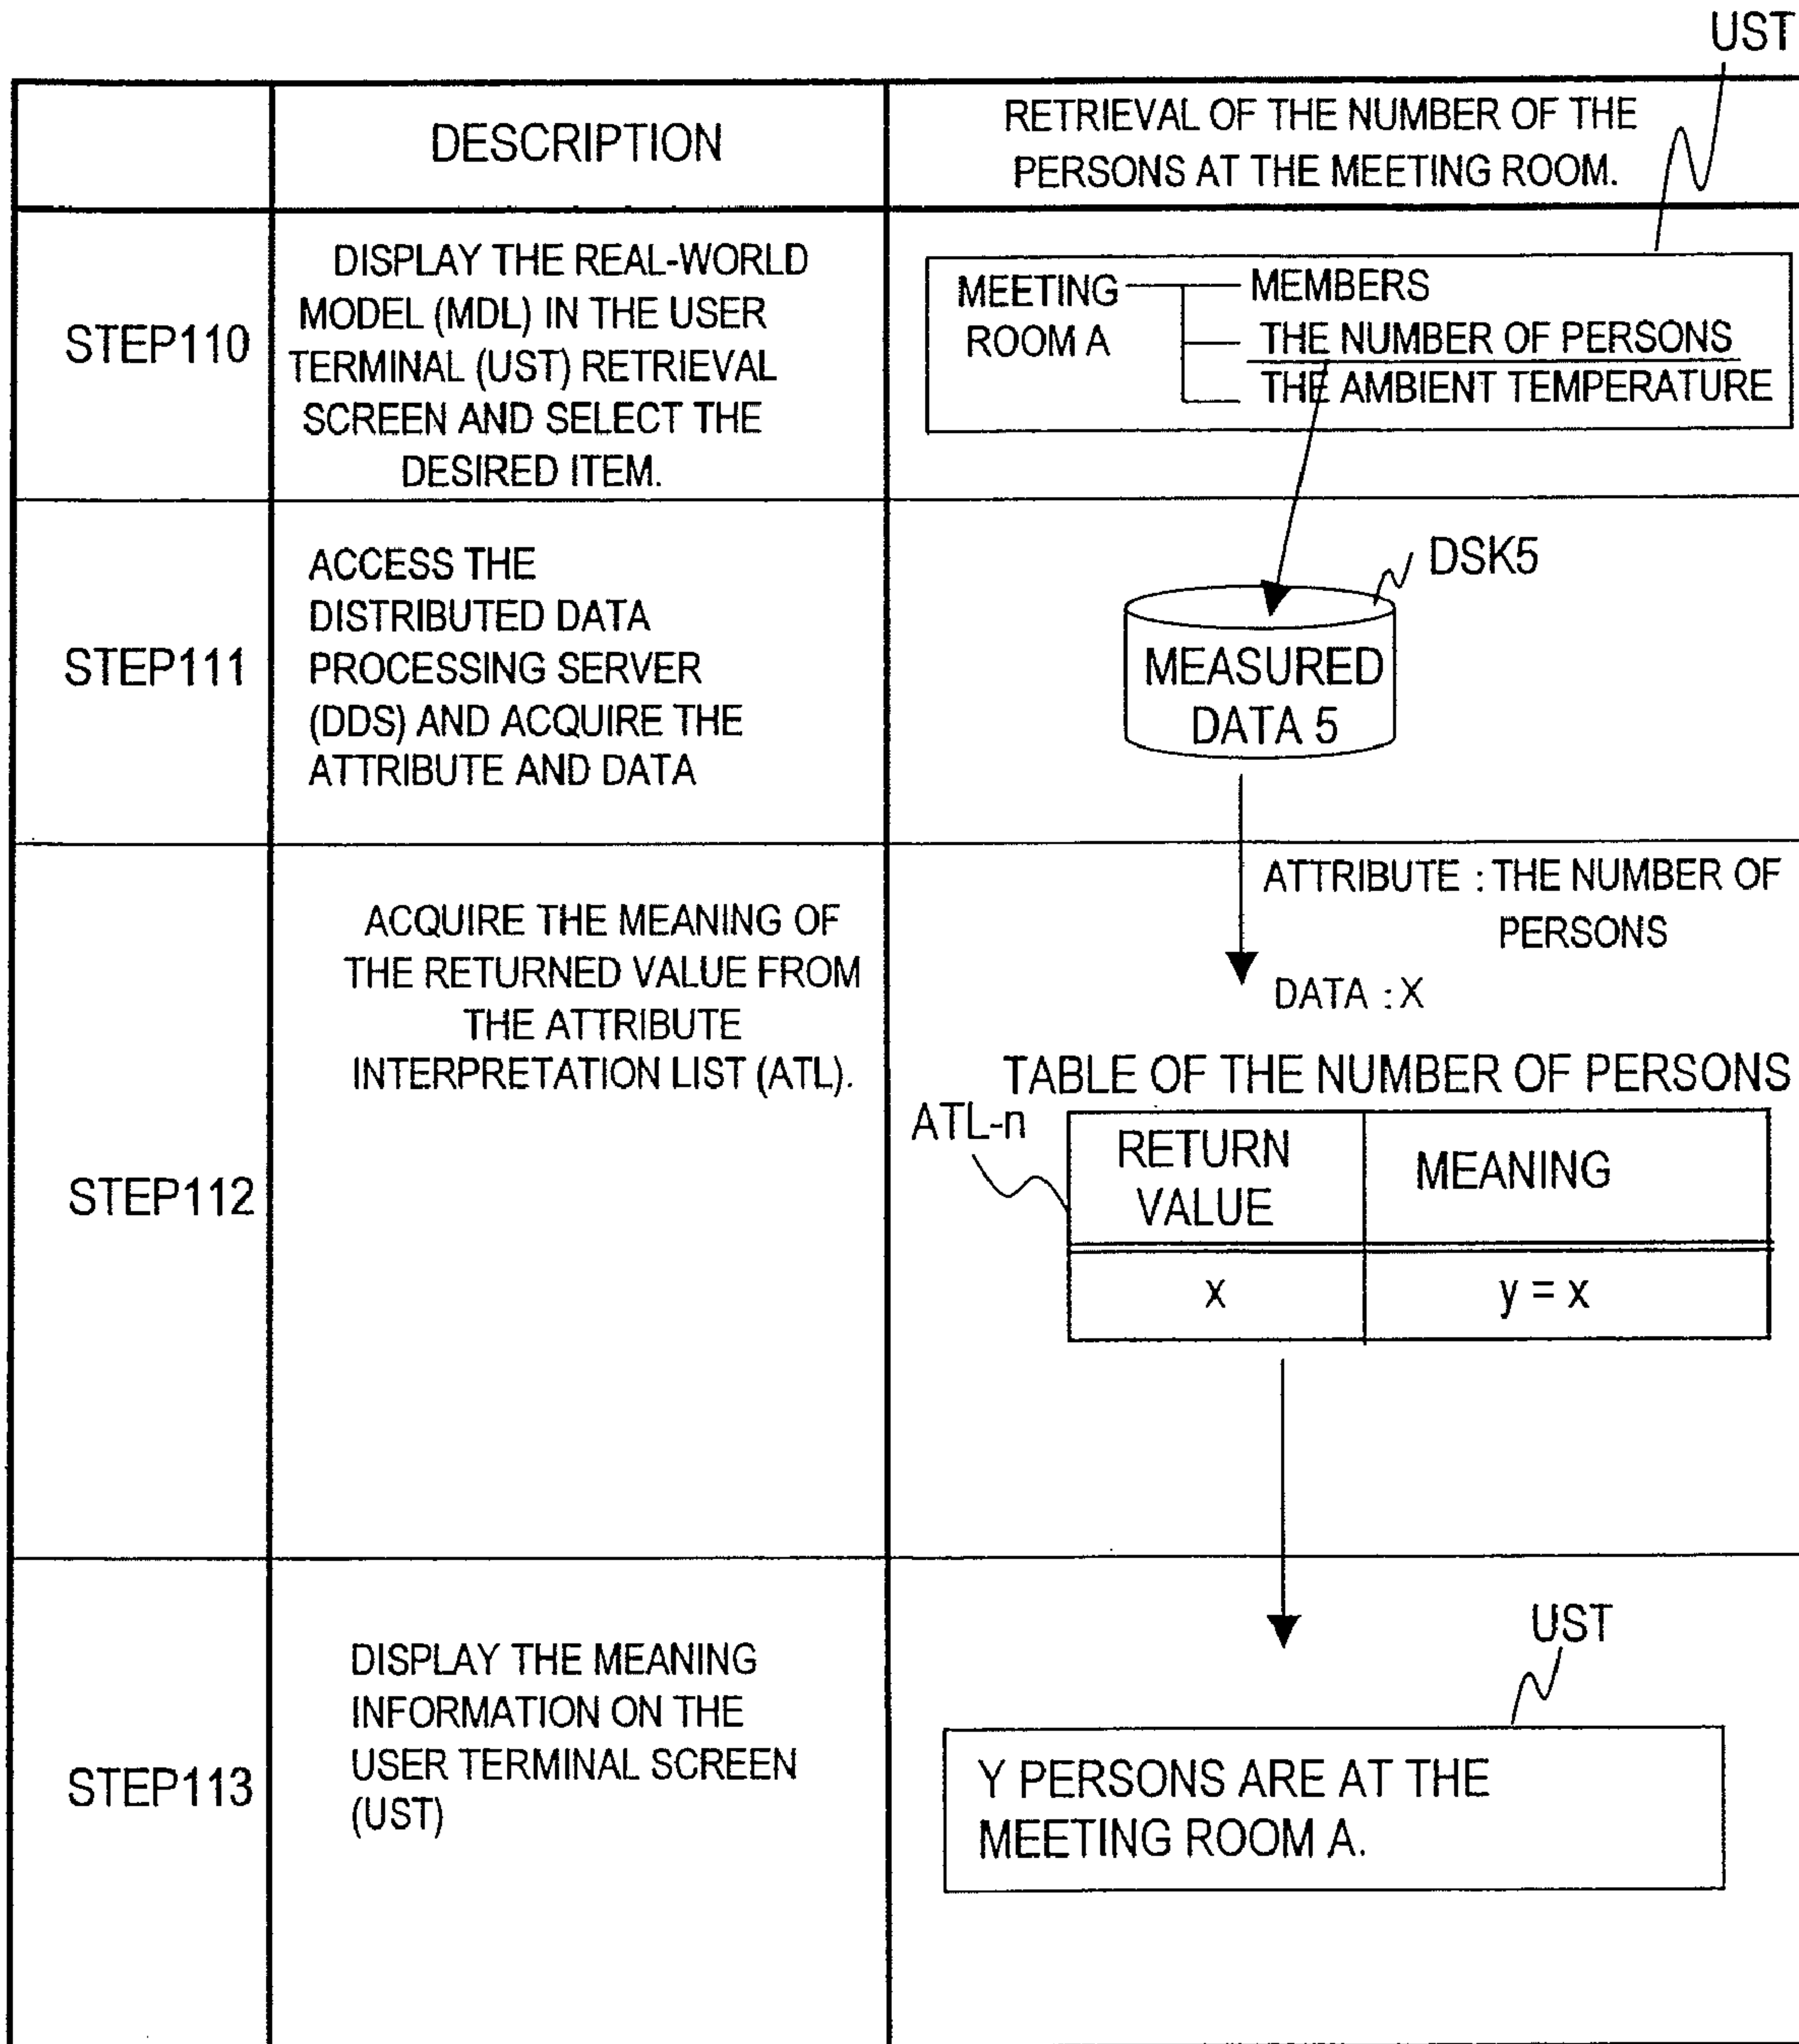 UST
DESCRIPTION
RETRIEVAL OF THE NUMBER OF THE
PERSONS AT THE MEETING ROOM.
STEP110
DISPLAY THE REAL-WORLD
MODEL (MDL) IN THE USER
TERMINAL (UST) RETRIEVAL
SCREEN AND SELECT THE
DESIRED ITEM.
MEETING
ROOM A
MEMBERS
THE NUMBER OF PERSONS
THE AMBIENT TEMPERATURE
STEP111
ACCESS THE
DISTRIBUTED DATA
PROCESSING SERVER
(DDS) AND ACQUIRE THE
ATTRIBUTE AND DATA
DSK5
MEASURED
DATA 5
STEP112
ACQUIRE THE MEANING OF
THE RETURNED VALUE FROM
THE ATTRIBUTE
INTERPRETATION LIST (ATL).
ATTRIBUTE : THE NUMBER OF
PERSONS
DATA : X
TABLE OF THE NUMBER OF PERSONS
ATL-n
RETURN
VALUE
MEANING
x
y = x
STEP113
DISPLAY THE MEANING
INFORMATION ON THE
USER TERMINAL SCREEN
(UST)
UST
Y PERSONS ARE AT THE
MEETING ROOM A.